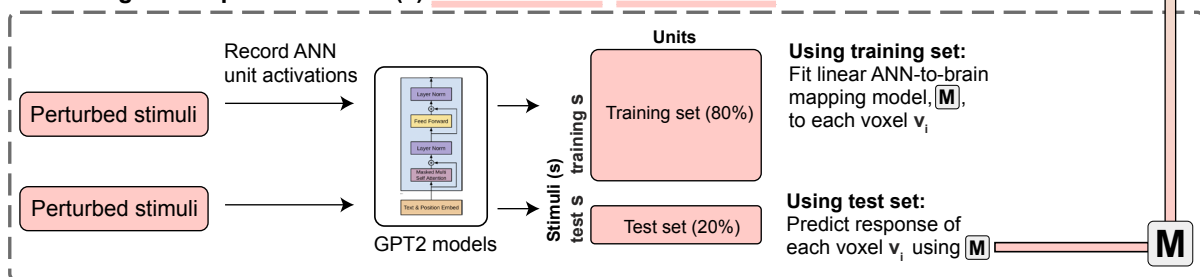 Units
Record ANN
unit activations
Using training set:
Fit linear ANN-to-brain
mapping model, M,
to each voxel vi
Perturbed stimuli
Layer Norm
Feed Forward
Layer Norm
Masked Multi
Self Attention
Text & Position Embed
GPT2 models
Training set (80%)
Stimuli (s)
training s
test s
Perturbed stimuli
Test set (20%)
Using test set:
Predict response of
each voxel vi using M
M